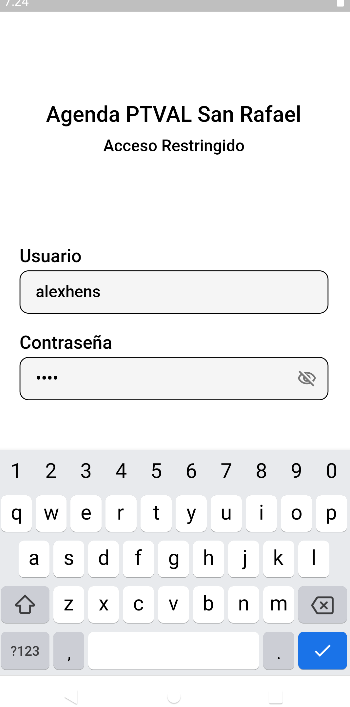 7:24
Agenda PTVAL San Rafael
Acceso Restringido
Usuario
alexhens
Contraseña
••••
1 2 3 4 5 6 7 8 9 0
q w e r t y u i o p
a s d f g h j k l
z x c v b n m
?123 , .